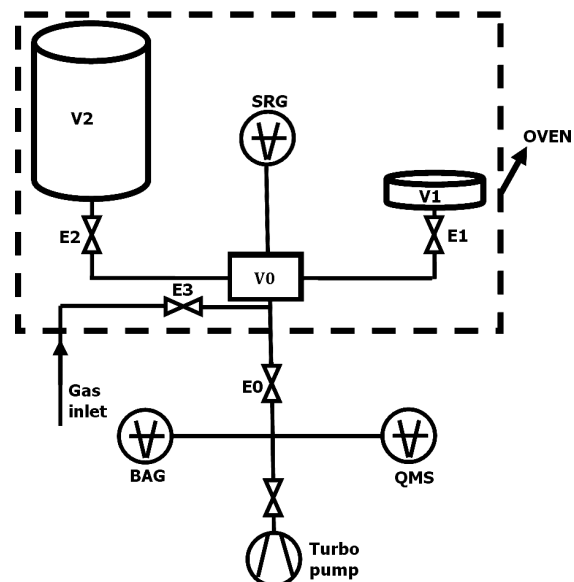 SRG
V2
OVEN
V1
E2
E1
V0
E3
E0
Gas
inlet
BAG
QMS
Turbo
pump